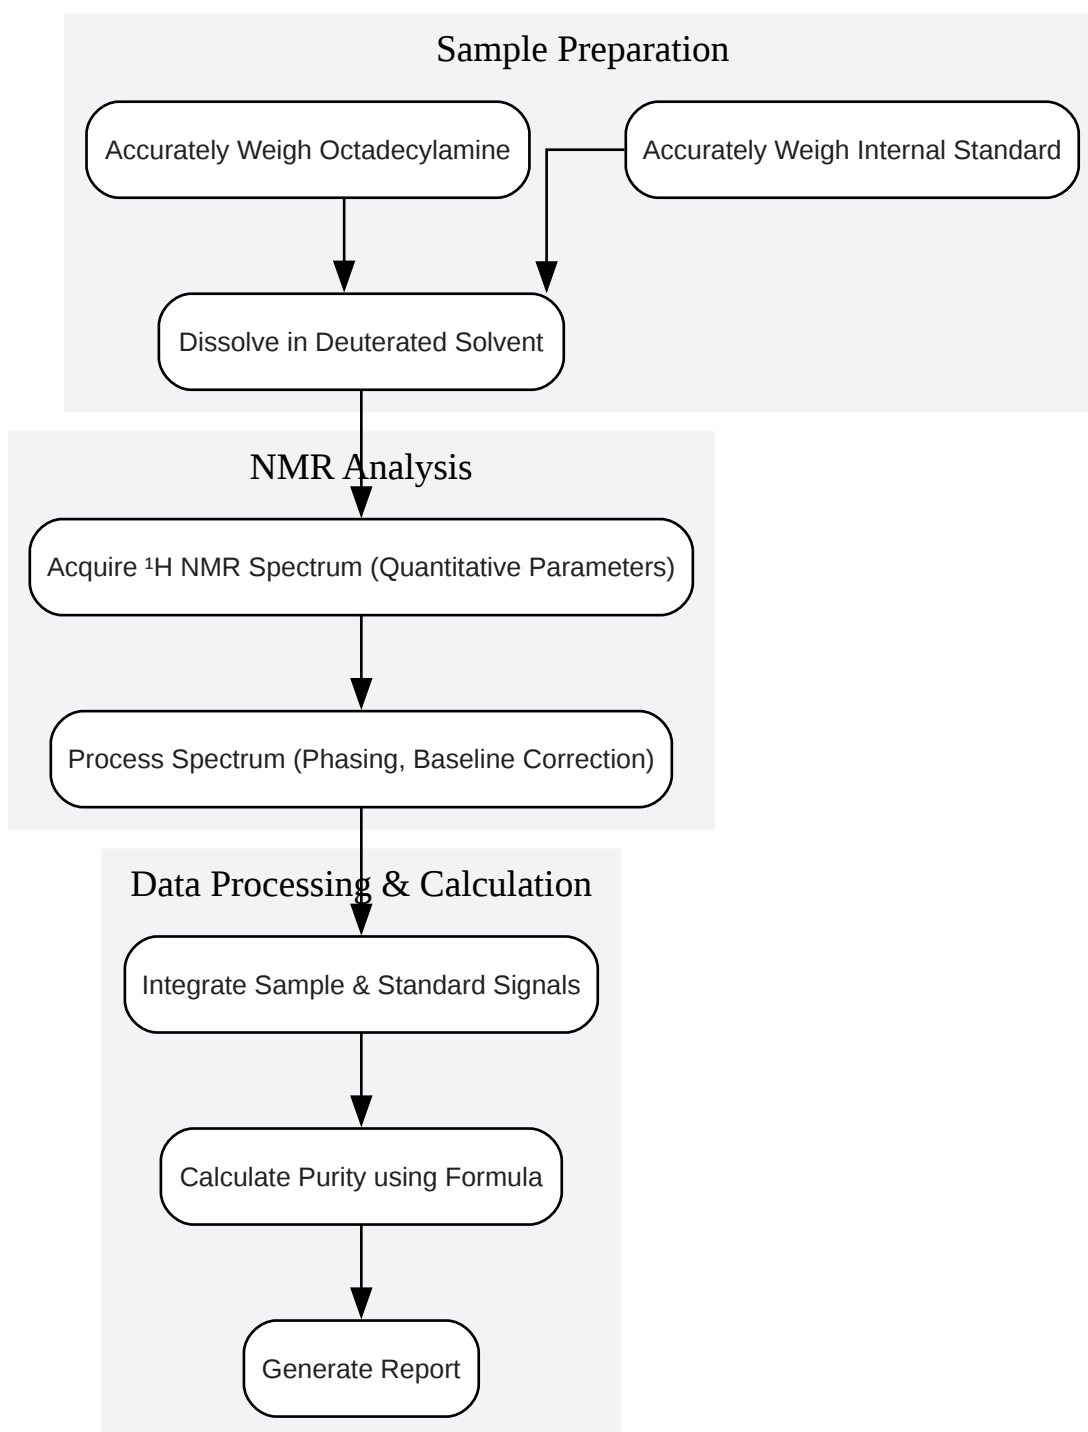 Sample Preparation
Accurately Weigh Octadecylamine
Accurately Weigh Internal Standard
Dissolve in Deuterated Solvent
NMR Analysis
Acquire ¹H NMR Spectrum (Quantitative Parameters)
Process Spectrum (Phasing, Baseline Correction)
Data Processing & Calculation
Integrate Sample & Standard Signals
Calculate Purity using Formula
Generate Report